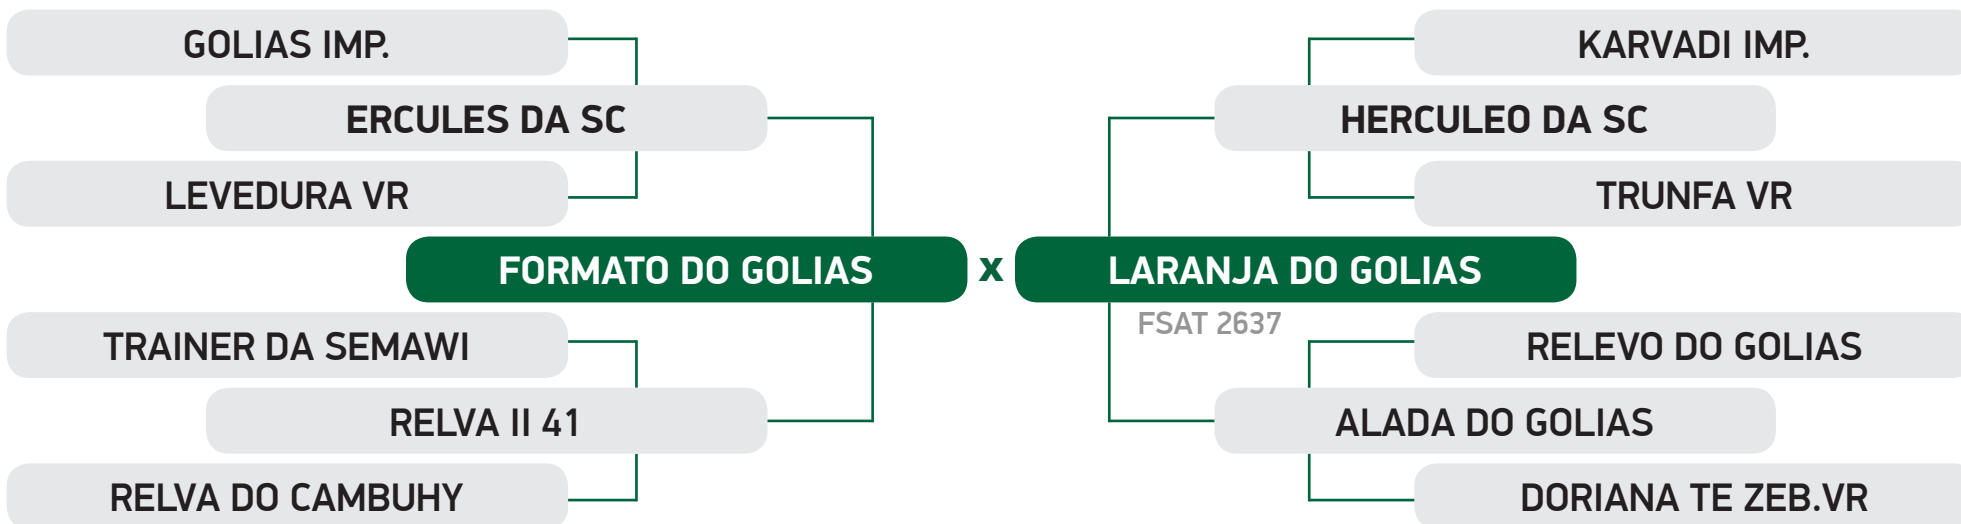 GOLIAS IMP.
KARVADI IMP.
ERCULES DA SC
HERCULEO DA SC
LEVEDURA VR
TRUNFA VR
FORMATO DO GOLIAS x LARANJA DO GOLIAS
FSAT 2637
TRAINER DA SEMAWI
RELEVO DO GOLIAS
RELVA II 41
ALADA DO GOLIAS
RELVA DO CAMBUHY
DORIANA TE ZEB.VR